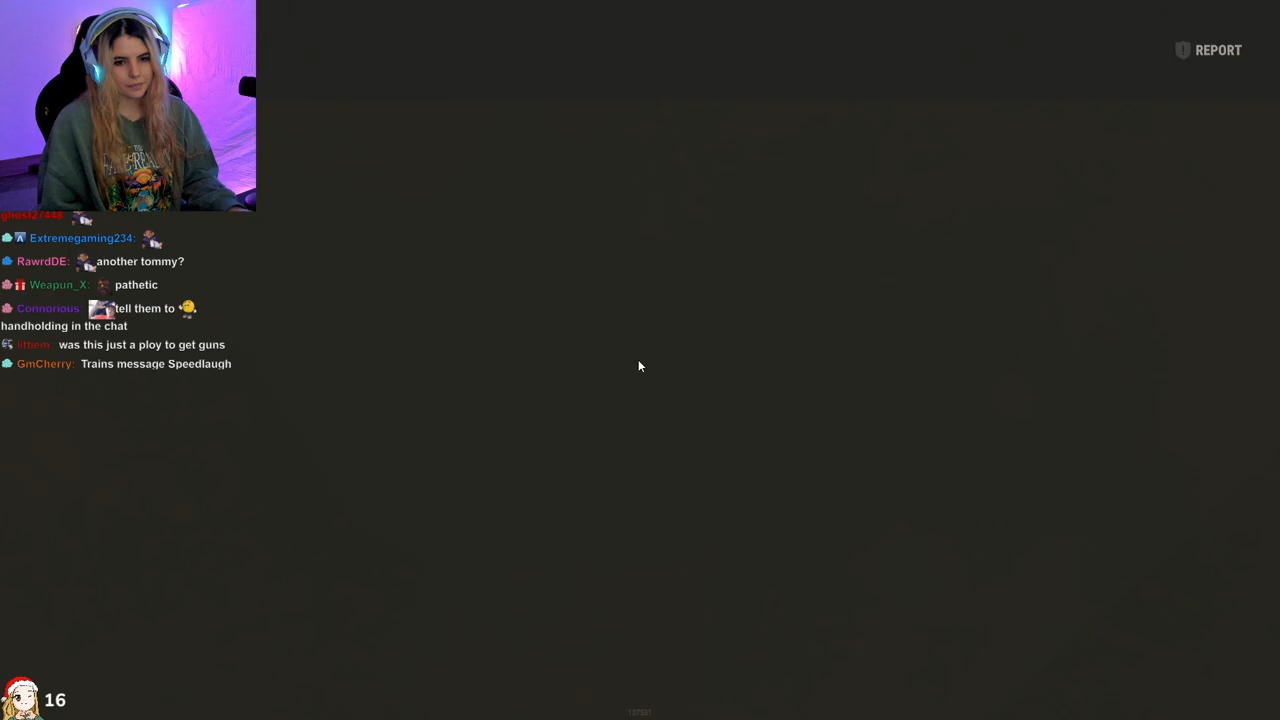 REPORT
ghost27448
Extremegaming234:
RawrdDE: another tommy?
Weapun_X: pathetic
Connorious: tell them to
handholding in the chat
was this just a ploy to get guns
GmCherry: Trains message Speedlaugh
16